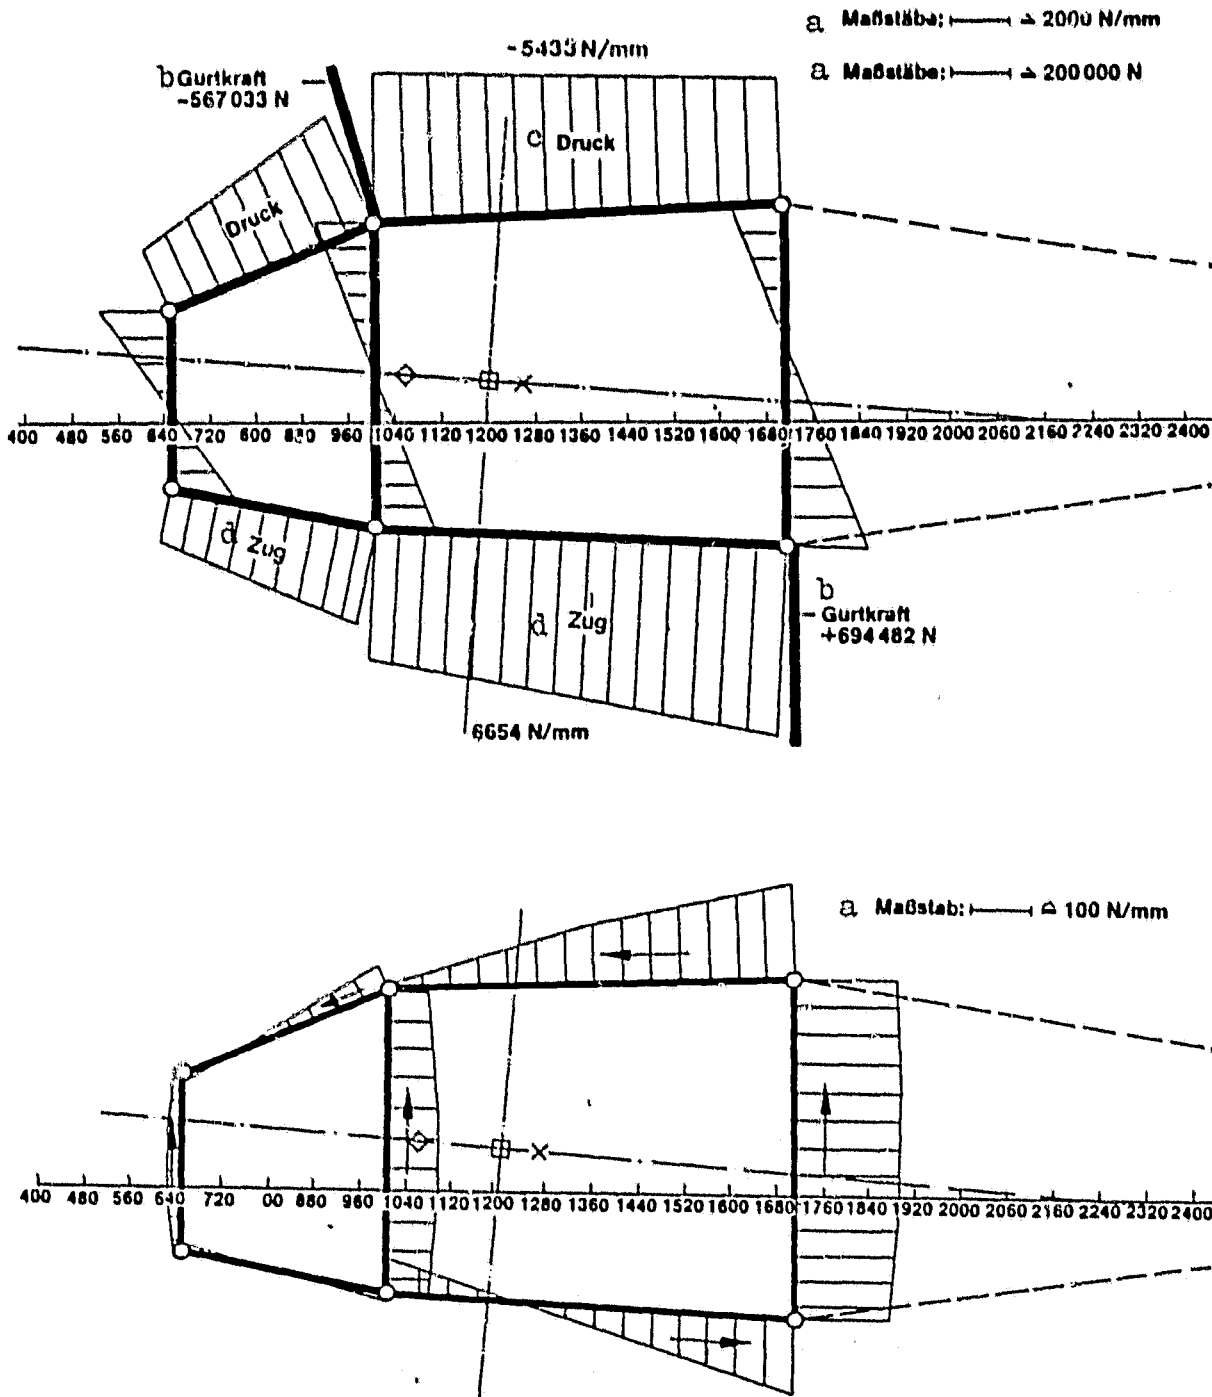 a Maßstäbe: ≙ 2000 N/mm
-5433 N/mm
a Maßstäbe: ≙ 200 000 N
b Gurtkraft
-567 033 N
c Druck
Druck
400 480 560 640 720 600 880 960 1040 1120 1200 1280 1360 1440 1520 1600 1680 1760 1840 1920 2000 2060 2160 2240 2320 2400
d Zug
b
Gurtkraft
+694 482 N
d Zug
6654 N/mm
a Maßstab: ≙ 100 N/mm
400 480 560 640 720 00 880 960 1040 1120 1200 1280 1360 1440 1520 1600 1680 1760 1840 1920 2000 2060 2160 2240 2320 2400